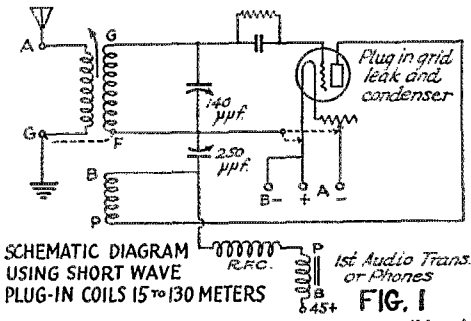 A
G
G
F
B
P
140
μμf.
250
μμf.
Plug in grid
leak and
condenser
B-
+
A
-
R.F.C.
P
B
45+
1st Audio Trans.
or Phones
SCHEMATIC DIAGRAM
USING SHORT WAVE
PLUG-IN COILS 15 TO 130 METERS
FIG. 1